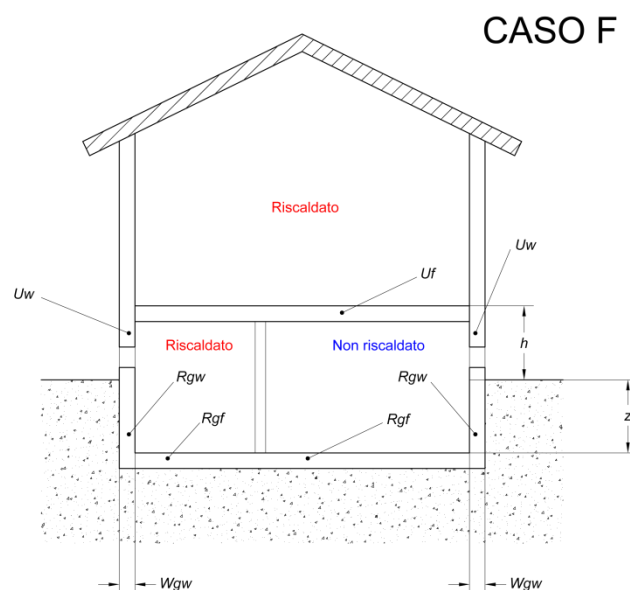 CASO F
Riscaldato
Uw
Uf
Uw
Riscaldato
Non riscaldato
h
Rgw
Rgw
Rgf
Rgf
z
Wgw
Wgw